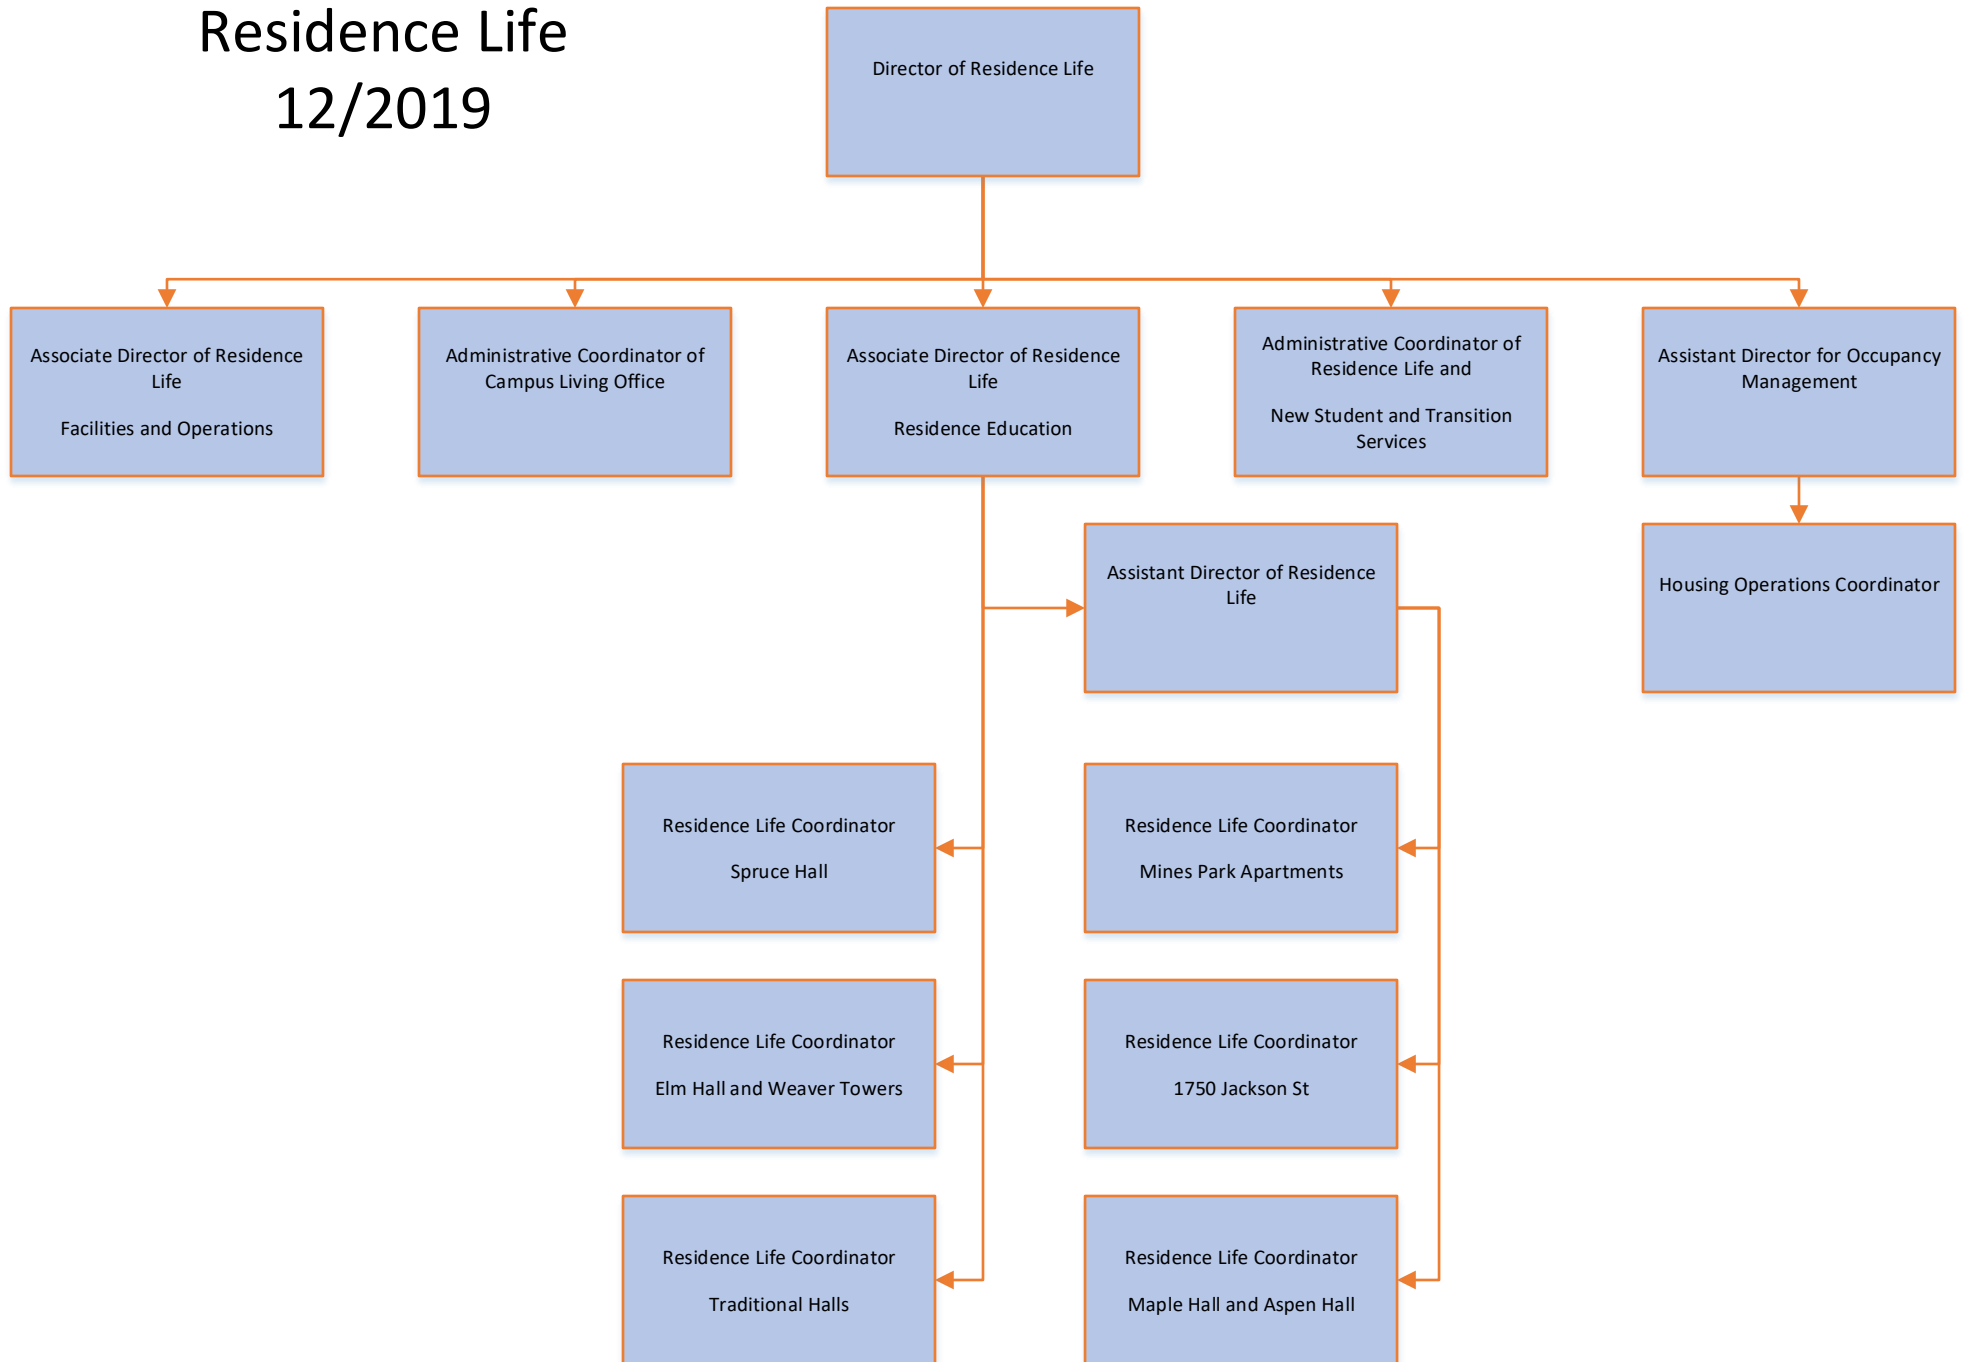 Residence Life
12/2019
Director of Residence Life
Associate Director of Residence
Life
Facilities and Operations
Administrative Coordinator of
Campus Living Office
Associate Director of Residence
Life
Residence Education
Administrative Coordinator of
Residence Life and
New Student and Transition
Services
Assistant Director for Occupancy
Management
Assistant Director of Residence
Life
Housing Operations Coordinator
Residence Life Coordinator
Spruce Hall
Residence Life Coordinator
Mines Park Apartments
Residence Life Coordinator
Elm Hall and Weaver Towers
Residence Life Coordinator
1750 Jackson St
Residence Life Coordinator
Traditional Halls
Residence Life Coordinator
Maple Hall and Aspen Hall